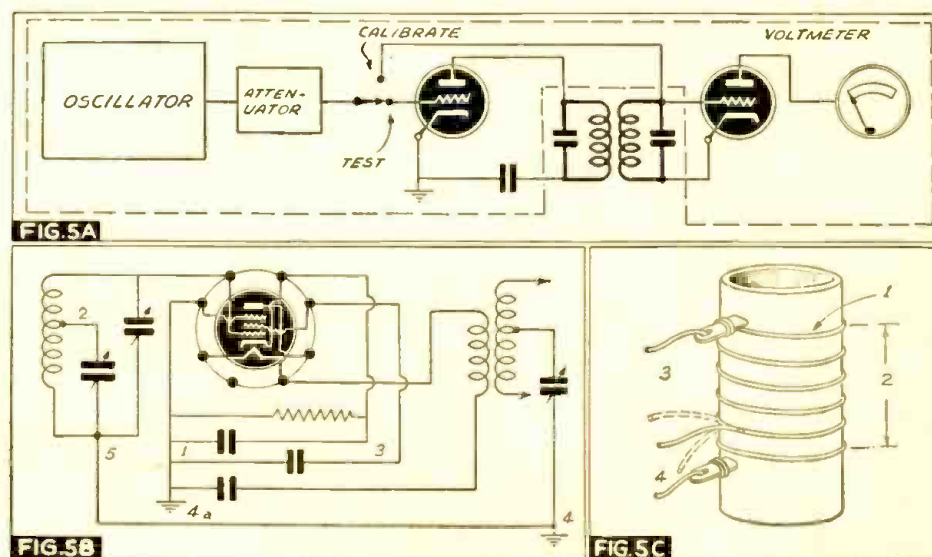 CALIBRATE
VOLTMETER
OSCILLATOR
ATTEN-
UATOR
TEST
FIG.5A
2
5
1
3
4a
4
FIG.5B
1
2
3
4
FIG.5C